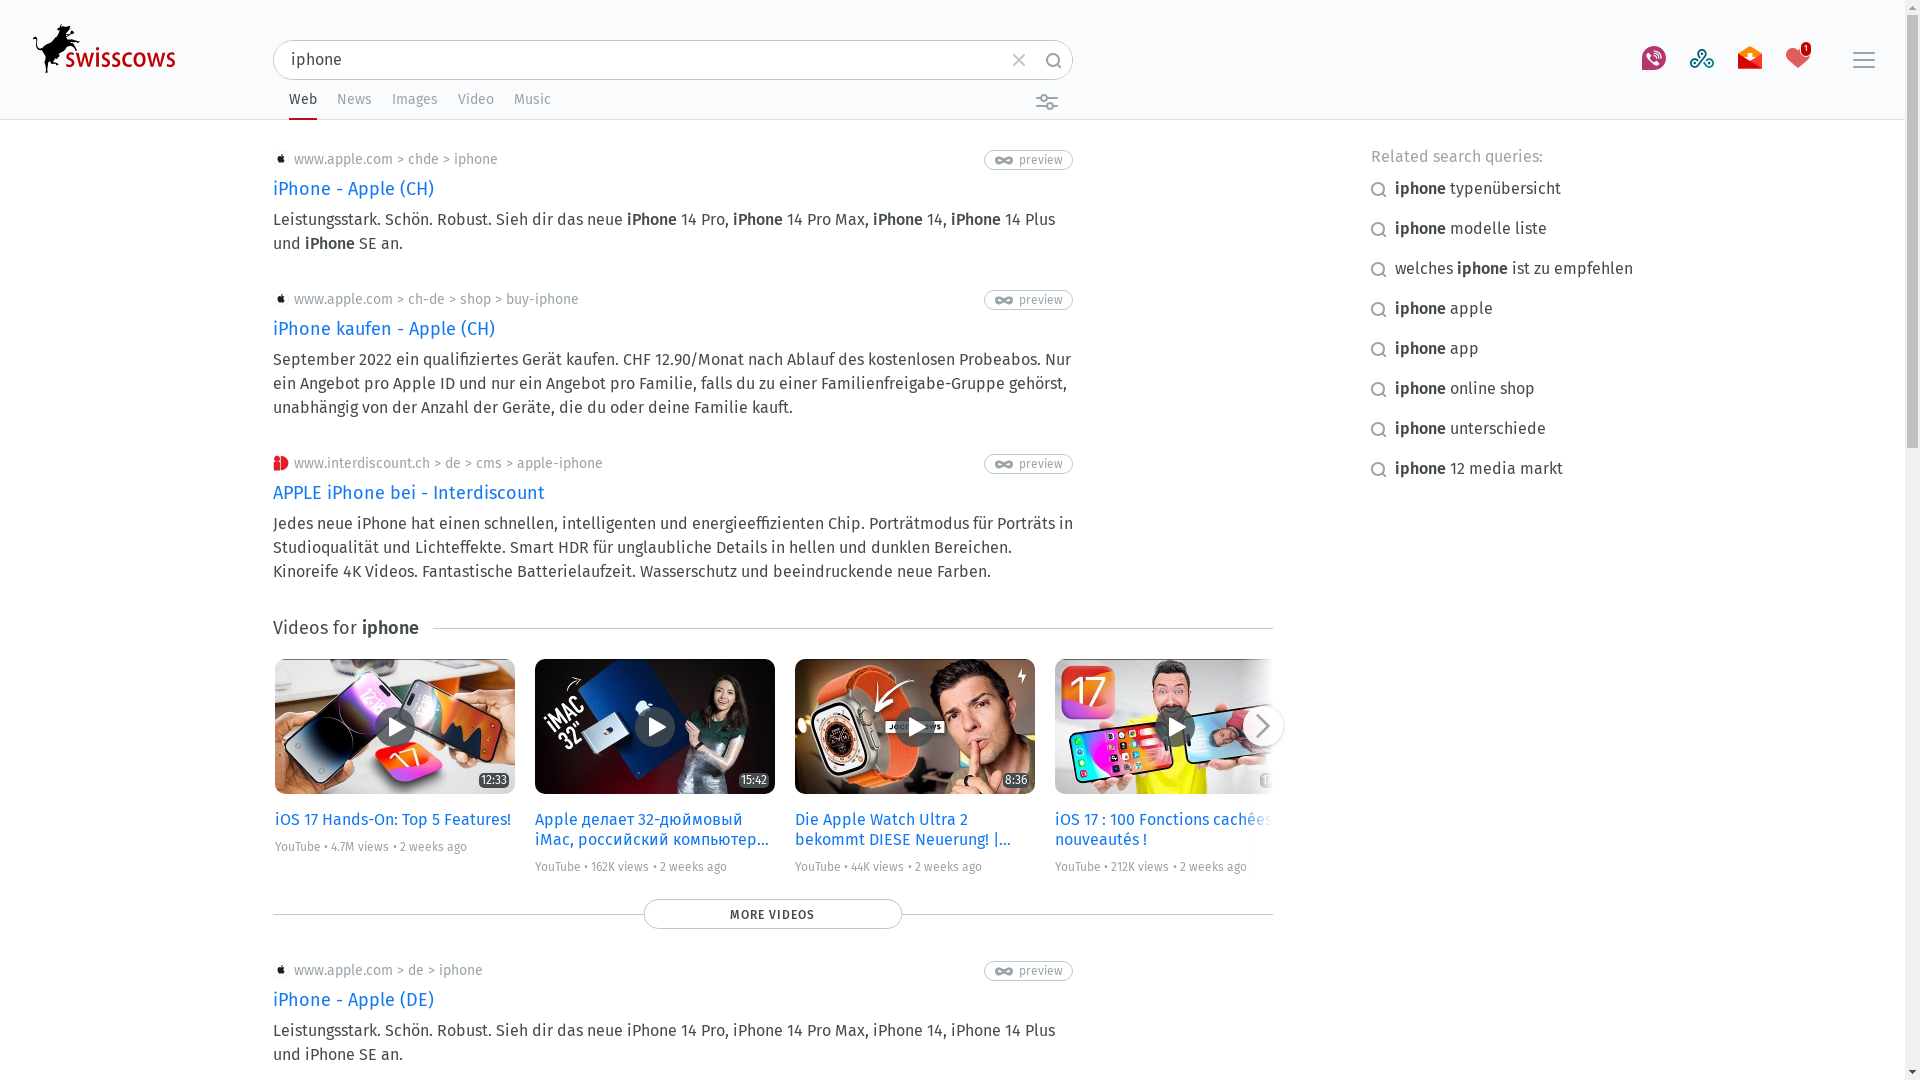 swisscows
iphone
1
Web News Images Video Music
www.apple.com > chde > iphone
preview
iPhone - Apple (CH)
Leistungsstark. Schön. Robust. Sieh dir das neue iPhone 14 Pro, iPhone 14 Pro Max, iPhone 14, iPhone 14 Plus
und iPhone SE an.
www.apple.com > ch-de > shop > buy-iphone
preview
iPhone kaufen - Apple (CH)
September 2022 ein qualifiziertes Gerät kaufen. CHF 12.90/Monat nach Ablauf des kostenlosen Probeabos. Nur
ein Angebot pro Apple ID und nur ein Angebot pro Familie, falls du zu einer Familienfreigabe-Gruppe gehörst,
unabhängig von der Anzahl der Geräte, die du oder deine Familie kauft.
www.interdiscount.ch > de > cms > apple-iphone
preview
APPLE iPhone bei - Interdiscount
Jedes neue iPhone hat einen schnellen, intelligenten und energieeffizienten Chip. Porträtmodus für Porträts in
Studioqualität und Lichteffekte. Smart HDR für unglaubliche Details in hellen und dunklen Bereichen.
Kinoreife 4K Videos. Fantastische Batterielaufzeit. Wasserschutz und beeindruckende neue Farben.
Videos for iphone
17
12:33
iOS 17 Hands-On: Top 5 Features!
YouTube • 4.7M views • 2 weeks ago
iMAC
32"
15:42
Apple делает 32-дюймовый
iMac, российский компьютер...
YouTube • 162K views • 2 weeks ago
8:36
Die Apple Watch Ultra 2
bekommt DIESE Neuerung! |...
YouTube • 44K views • 2 weeks ago
17
17
iOS 17 : 100 Fonctions cachées
nouveautés !
YouTube • 212K views • 2 weeks ago
MORE VIDEOS
www.apple.com > de > iphone
preview
iPhone - Apple (DE)
Leistungsstark. Schön. Robust. Sieh dir das neue iPhone 14 Pro, iPhone 14 Pro Max, iPhone 14, iPhone 14 Plus
und iPhone SE an.
Related search queries:
iphone typenübersicht
iphone modelle liste
welches iphone ist zu empfehlen
iphone apple
iphone app
iphone online shop
iphone unterschiede
iphone 12 media markt